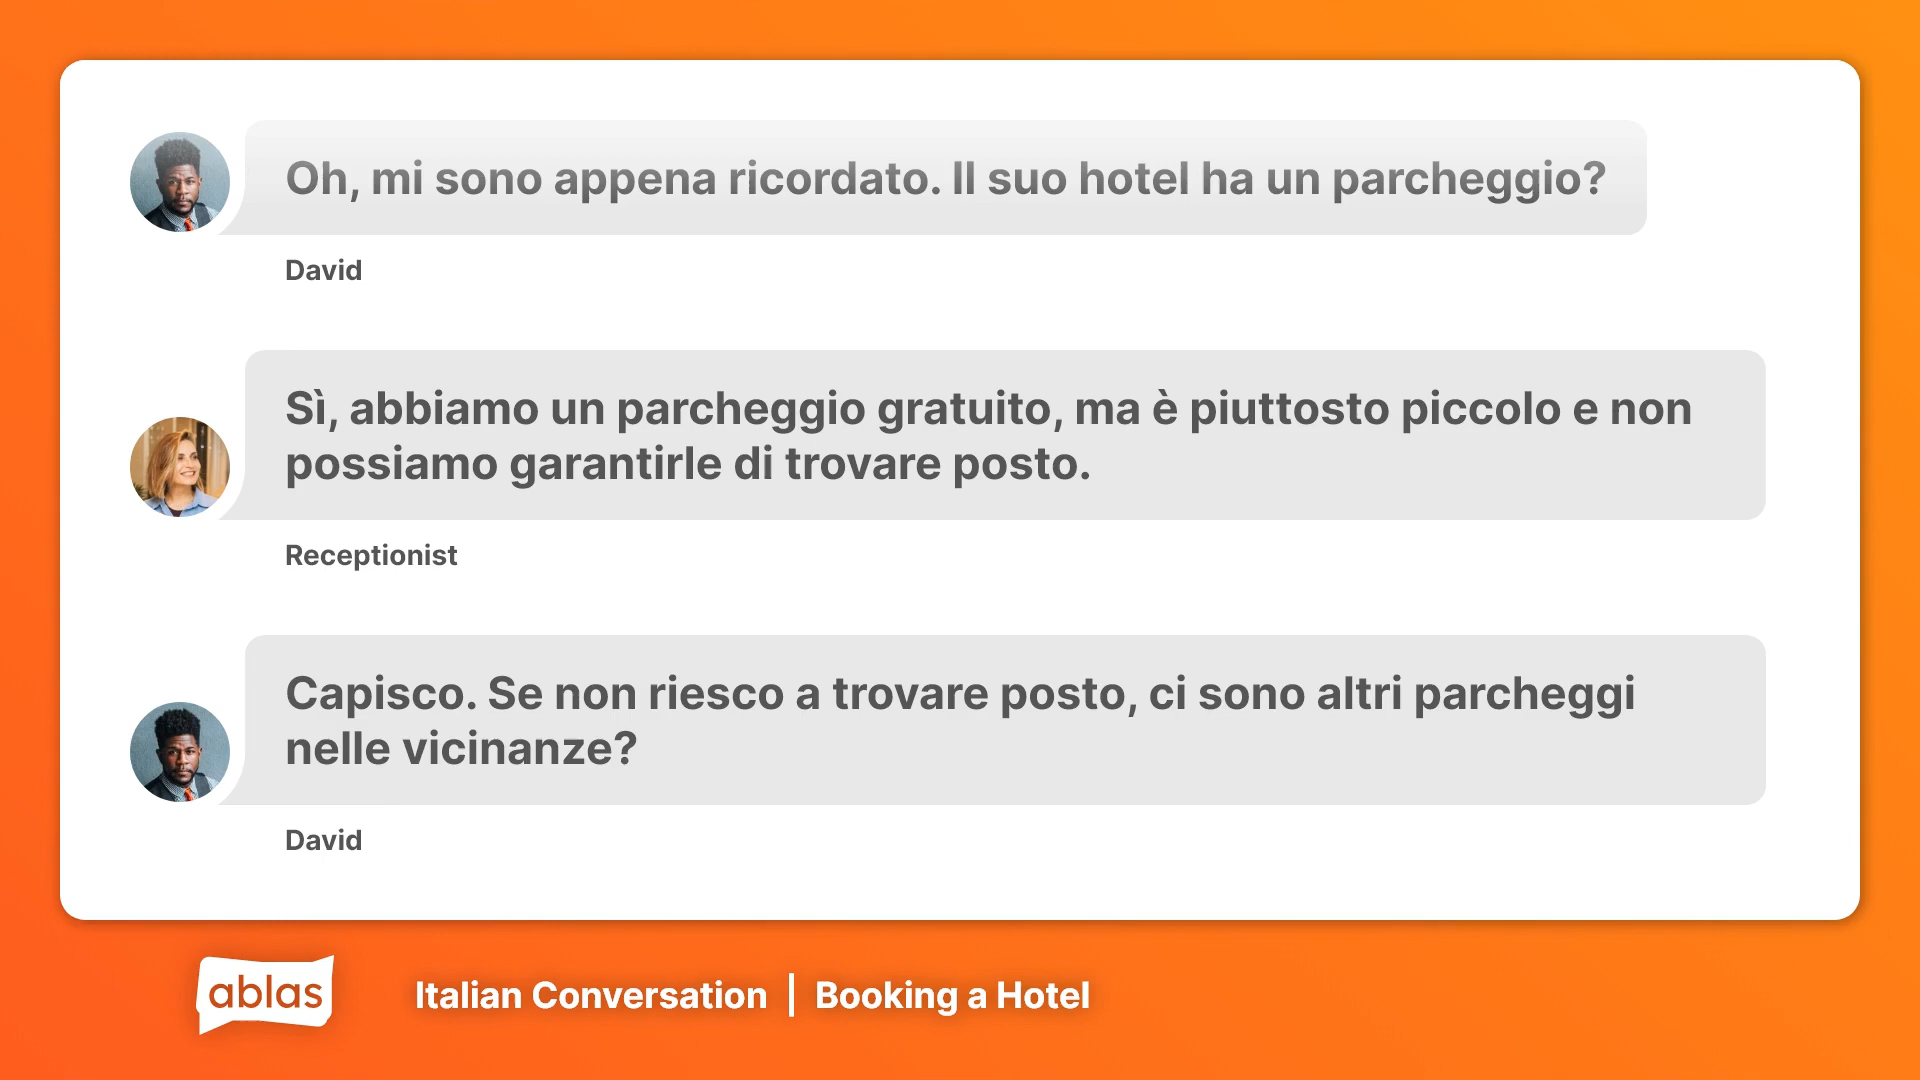 Oh, mi sono appena ricordato. Il suo hotel ha un parcheggio?
David
Sì, abbiamo un parcheggio gratuito, ma è piuttosto piccolo e non
possiamo garantirle di trovare posto.
Receptionist
Capisco. Se non riesco a trovare posto, ci sono altri parcheggi
nelle vicinanze?
David
ablas
Italian Conversation | Booking a Hotel